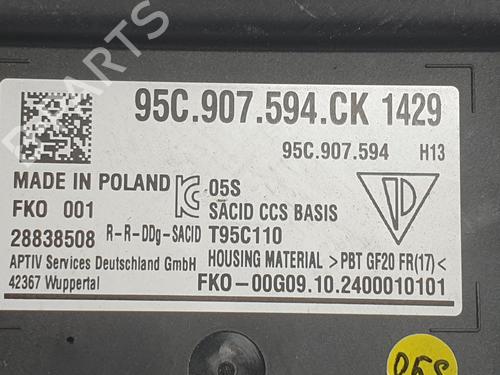 95C.907.594.CK 1429
95C.907.594 H13
MADE IN POLAND 05S
FKO 001 SACID CCS BASIS
28838508 R-R-DDg-SACID T95C110
APTIV Services Deutschland GmbH HOUSING MATERIAL >PBT GF20 FR(17)<
42367 Wuppertal FKO-00G09.10.2400010101
B-PARTS